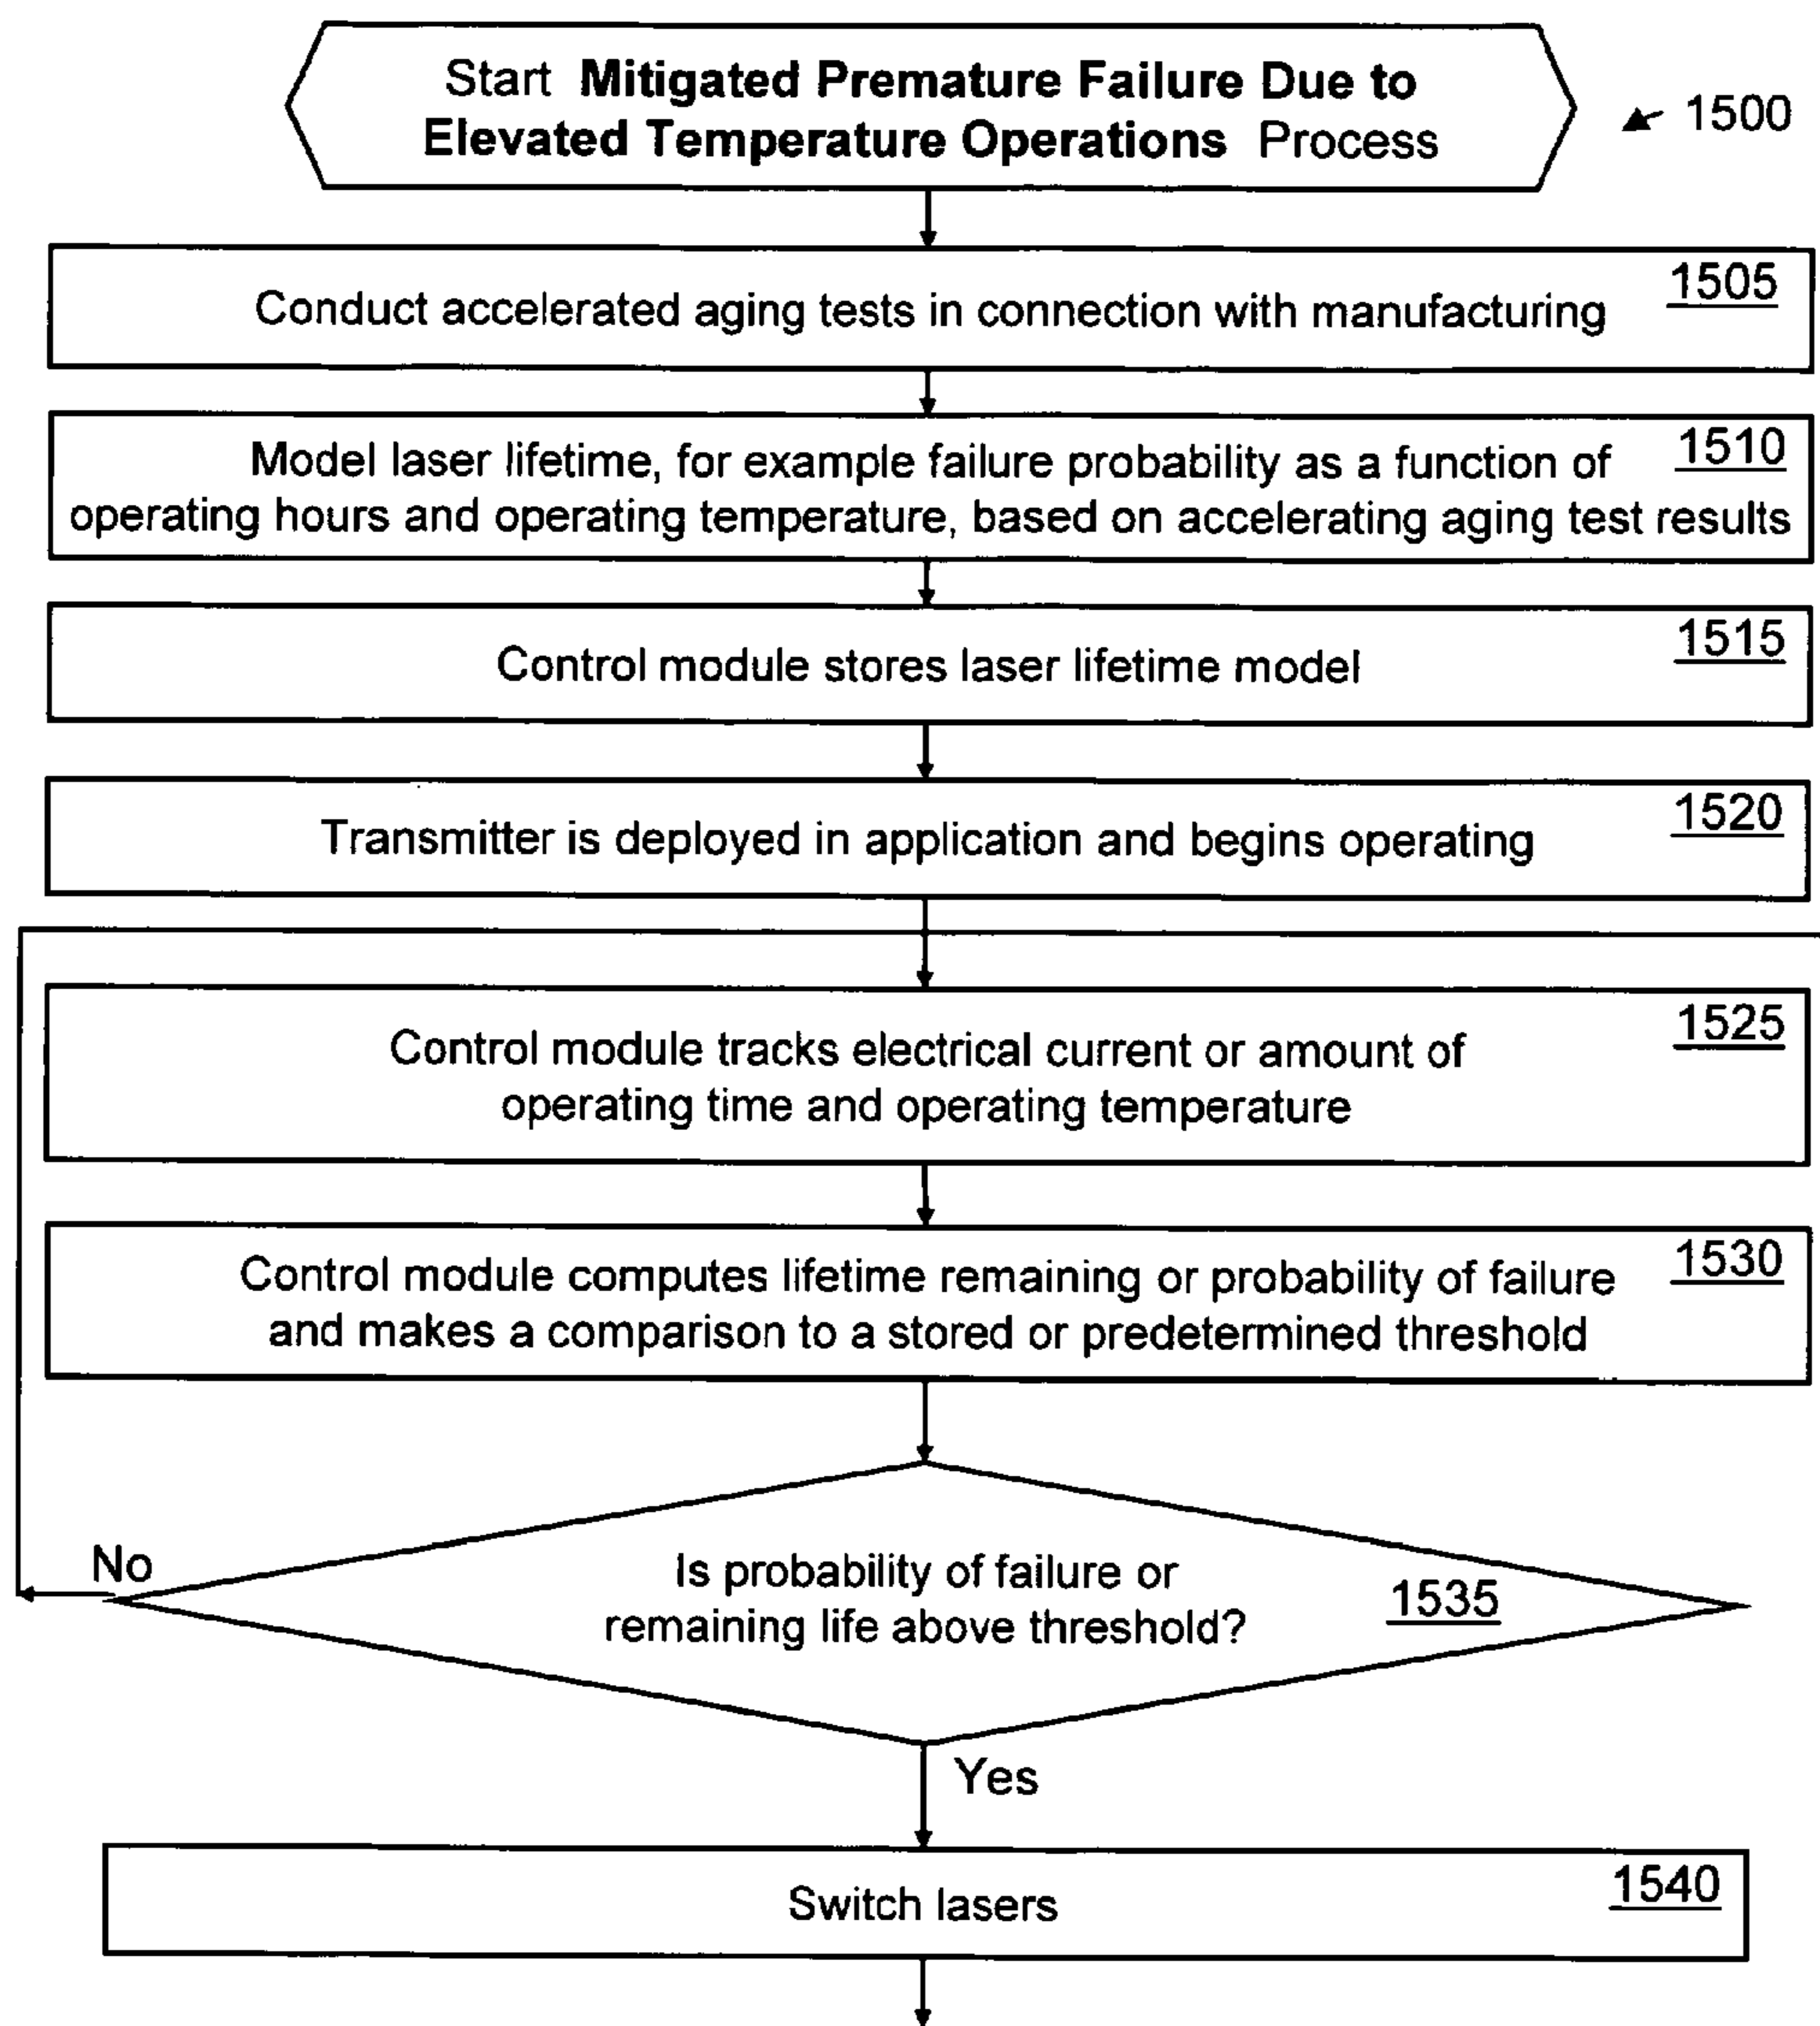 Start Mitigated Premature Failure Due to
Elevated Temperature Operations Process
1500
1505
Conduct accelerated aging tests in connection with manufacturing
1510
Model laser lifetime, for example failure probability as a function of
operating hours and operating temperature, based on accelerating aging test results
1515
Control module stores laser lifetime model
1520
Transmitter is deployed in application and begins operating
1525
Control module tracks electrical current or amount of
operating time and operating temperature
1530
Control module computes lifetime remaining or probability of failure
and makes a comparison to a stored or predetermined threshold
No
Is probability of failure or
remaining life above threshold?
1535
Yes
1540
Switch lasers